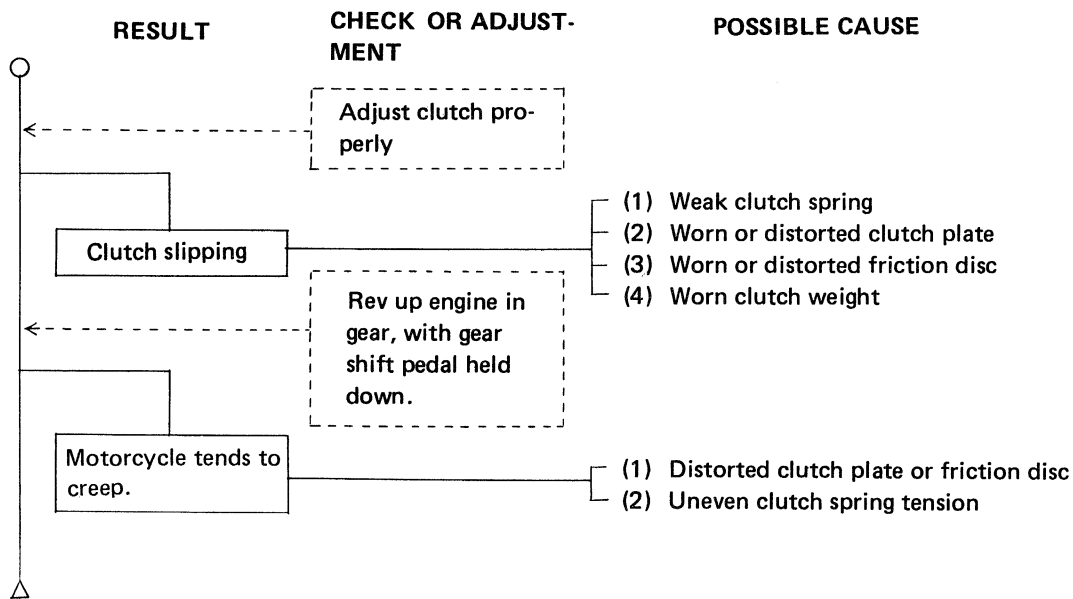 RESULT
CHECK OR ADJUST-
MENT
POSSIBLE CAUSE
Adjust clutch pro-
perly
Clutch slipping
(1) Weak clutch spring
(2) Worn or distorted clutch plate
(3) Worn or distorted friction disc
(4) Worn clutch weight
Rev up engine in
gear, with gear
shift pedal held
down.
Motorcycle tends to
creep.
(1) Distorted clutch plate or friction disc
(2) Uneven clutch spring tension